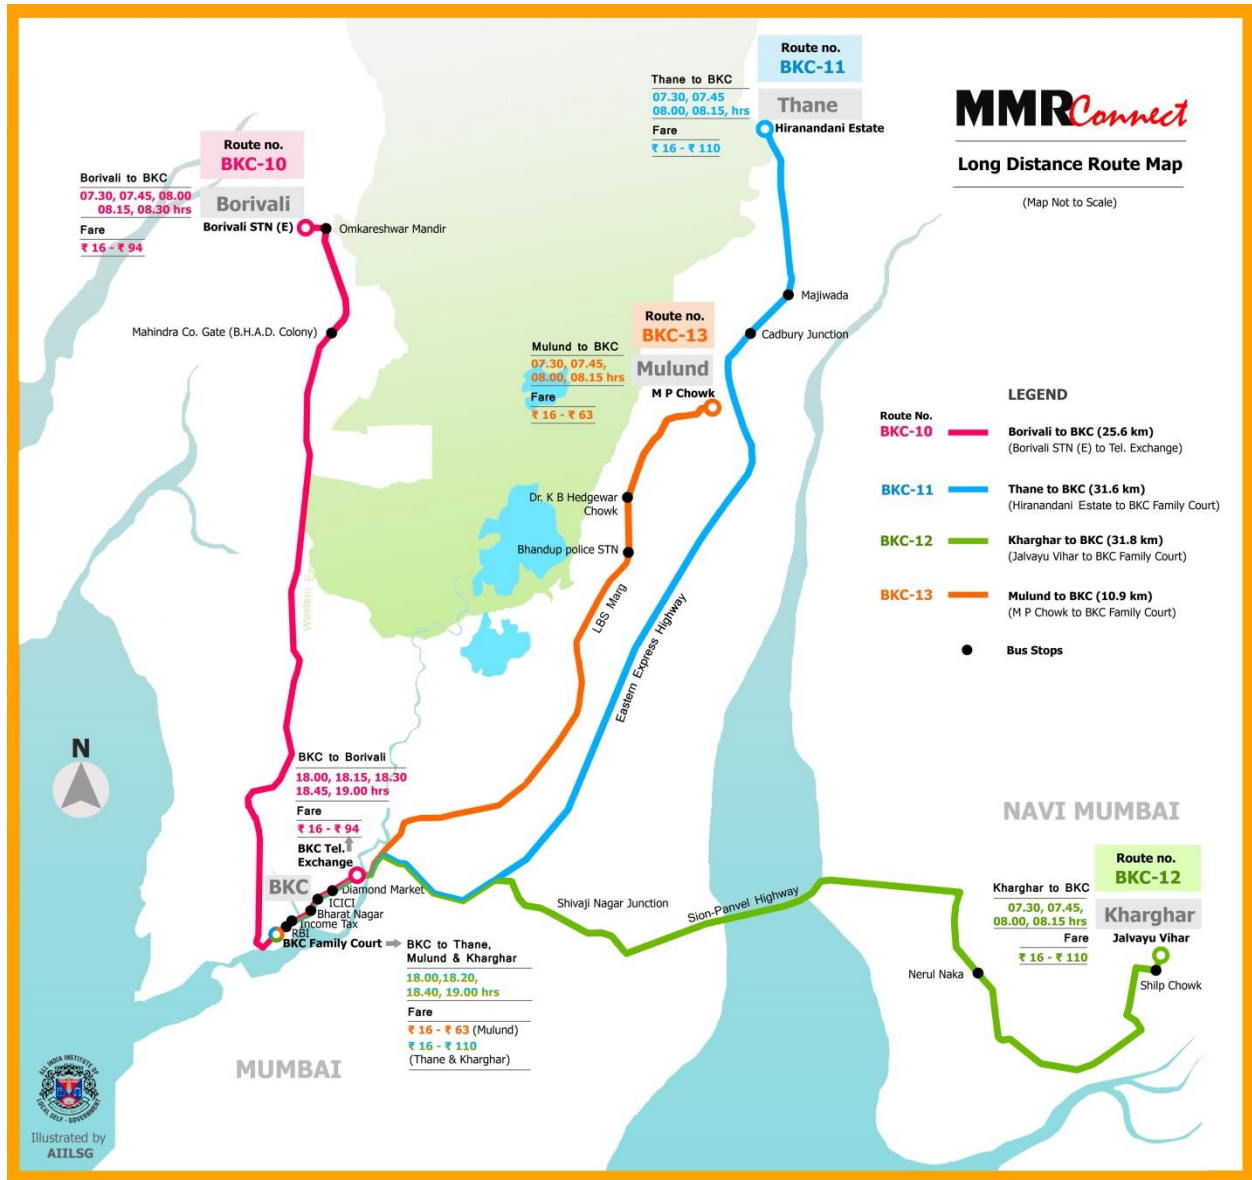 Route no.
BKC-11
Thane
Hiranandani Estate
Thane to BKC
07.30, 07.45
08.00, 08.15, hrs
Fare
₹ 16 - ₹ 110
MMRConnect
Long Distance Route Map
(Map Not to Scale)
Route no.
BKC-10
Borivali
Borivali STN (E)
Omkareshwar Mandir
Borivali to BKC
07.30, 07.45, 08.00
08.15, 08.30 hrs
Fare
₹ 16 - ₹ 94
Mahindra Co. Gate (B.H.A.D. Colony)
Majiwada
Cadbury Junction
Route no.
BKC-13
Mulund
M P Chowk
Mulund to BKC
07.30, 07.45,
08.00, 08.15 hrs
Fare
₹ 16 - ₹ 63
Dr. K B Hedgewar
Chowk
Bhandup police STN
LBS Marg
Eastern Express Highway
Western Ex
LEGEND
Route No.
BKC-10
Borivali to BKC (25.6 km)
(Borivali STN (E) to Tel. Exchange)
BKC-11
Thane to BKC (31.6 km)
(Hiranandani Estate to BKC Family Court)
BKC-12
Kharghar to BKC (31.8 km)
(Jalvayu Vihar to BKC Family Court)
BKC-13
Mulund to BKC (10.9 km)
(M P Chowk to BKC Family Court)
Bus Stops
N
BKC to Borivali
18.00, 18.15, 18.30
18.45, 19.00 hrs
Fare
₹ 16 - ₹ 94
BKC Tel.
Exchange
BKC
Diamond Market
ICICI
Bharat Nagar
Income Tax
RBI
BKC Family Court
BKC to Thane,
Mulund & Kharghar
18.00,18.20,
18.40, 19.00 hrs
Fare
₹ 16 - ₹ 63 (Mulund)
₹ 16 - ₹ 110
(Thane & Kharghar)
Shivaji Nagar Junction
Sion-Panvel Highway
NAVI MUMBAI
Route no.
BKC-12
Kharghar
Jalvayu Vihar
Kharghar to BKC
07.30, 07.45,
08.00, 08.15 hrs
Fare
₹ 16 - ₹ 110
Nerul Naka
Shilp Chowk
MUMBAI
ALL INDIA INSTITUTE OF
LOCAL SELF - GOVERNMENT
Illustrated by
AIILSG